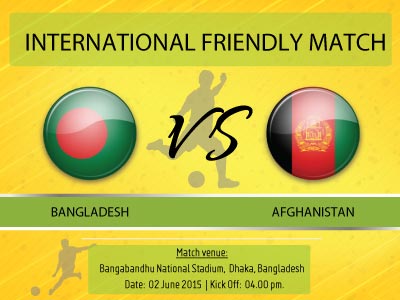 INTERNATIONAL FRIENDLY MATCH
VS
BANGLADESH
AFGHANISTAN
Match venue:
Bangabandhu National Stadium, Dhaka, Bangladesh
Date: 02 June 2015 | Kick Off: 04.00 pm.